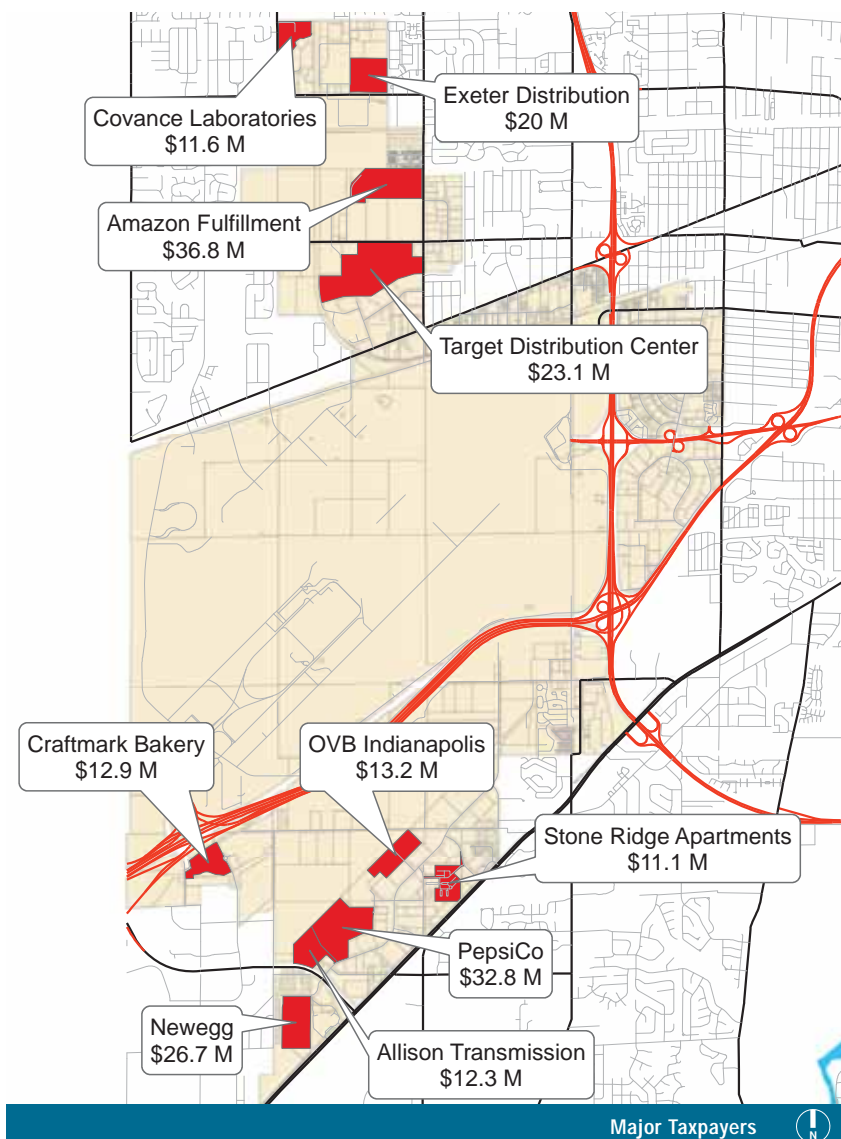 Covance Laboratories
$11.6 M
Exeter Distribution
$20 M
Amazon Fulfillment
$36.8 M
Target Distribution Center
$23.1 M
Craftmark Bakery
$12.9 M
OVB Indianapolis
$13.2 M
Stone Ridge Apartments
$11.1 M
PepsiCo
$32.8 M
Newegg
$26.7 M
Allison Transmission
$12.3 M
Major Taxpayers
N